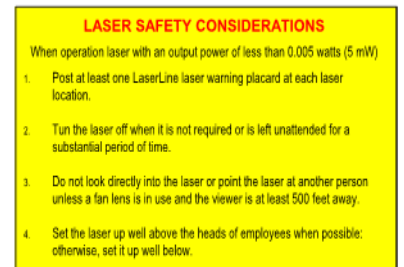 LASER SAFETY CONSIDERATIONS
When operation laser with an output power of less than 0.005 watts (5 mW)
1. Post at least one LaserLine laser warning placard at each laser
location.
2. Tun the laser off when it is not required or is left unattended for a
substantial period of time.
3. Do not look directly into the laser or point the laser at another person
unless a fan lens is in use and the viewer is at least 500 feet away.
4. Set the laser up well above the heads of employees when possible:
otherwise, set it up well below.